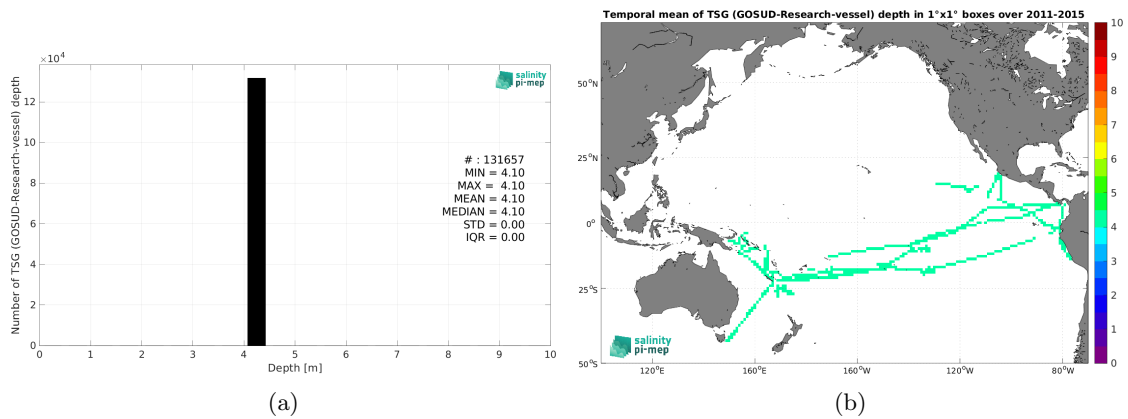 ×10⁴
12
10
8
6
4
2
0
Number of TSG (GOSUD-Research-vessel) depth
salinity
pi-mep
# : 131657
MIN = 4.10
MAX = 4.10
MEAN = 4.10
MEDIAN = 4.10
STD = 0.00
IQR = 0.00
0 1 2 3 4 5 6 7 8 9 10
Depth [m]
(a)
Temporal mean of TSG (GOSUD-Research-vessel) depth in 1°x1° boxes over 2011-2015
50°N
25°N
0°
25°S
50°S
salinity
pi-mep
120°E 160°E 160°W 120°W 80°W
10
9
8
7
6
5
4
3
2
1
0
(b)